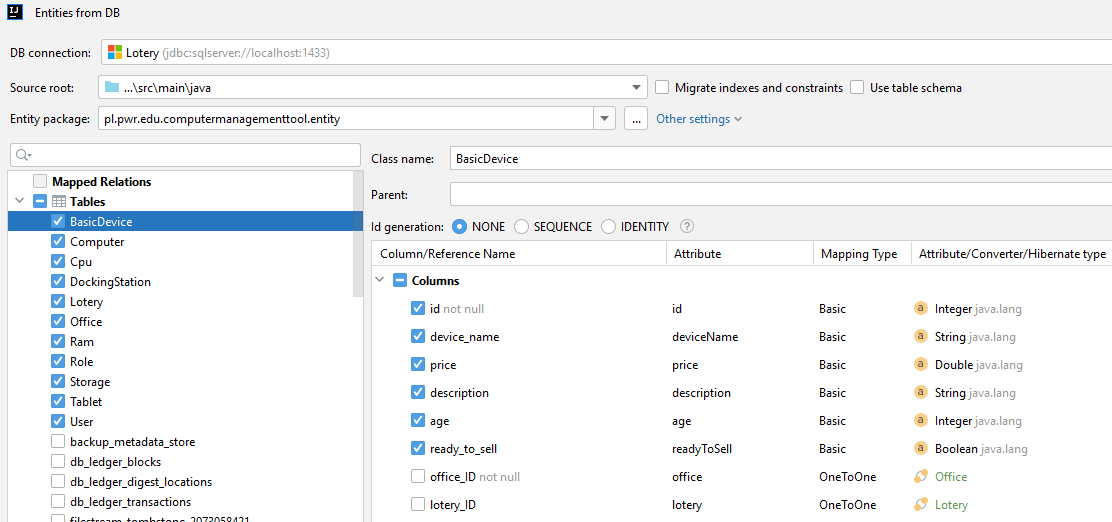 Entities from DB
DB connection: Lotery (jdbc:sqlserver://localhost:1433)
Source root: ...\src\main\java Migrate indexes and constraints Use table schema
Entity package: pl.pwr.edu.computermanagementtool.entity ... Other settings
Class name: BasicDevice
Mapped Relations
Parent:
Tables
BasicDevice
Id generation: NONE SEQUENCE IDENTITY ?
Computer
Column/Reference Name Attribute Mapping Type Attribute/Converter/Hibernate type
Cpu
DockingStation
Columns
Lotery
id not null id Basic a Integer java.lang
Office
device_name deviceName Basic a String java.lang
Ram
Role
price price Basic a Double java.lang
Storage
description description Basic a String java.lang
Tablet
User
age age Basic a Integer java.lang
backup_metadata_store
ready_to_sell readyToSell Basic a Boolean java.lang
db_ledger_blocks
db_ledger_digest_locations
office_ID not null office OneToOne Office
db_ledger_transactions
lotery_ID lotery OneToOne Lotery
filestream_tombstone_2073058421